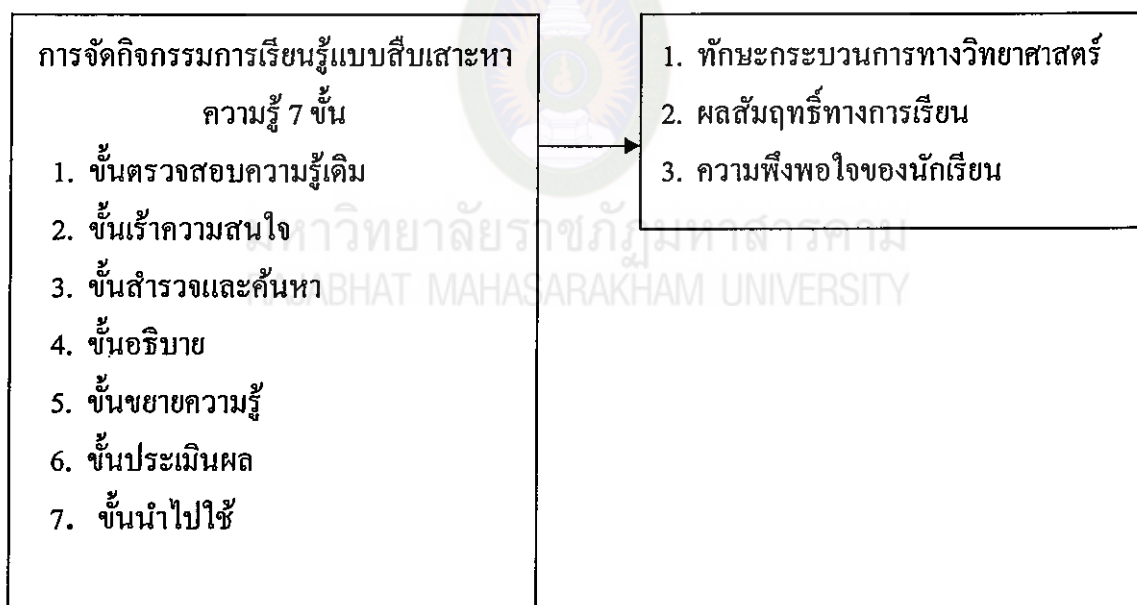 การจัดกิจกรรมการเรียนรู้แบบสืบเสาะหา
ความรู้ 7 ขั้น
1. ขั้นตรวจสอบความรู้เดิม
2. ขั้นเร้าความสนใจ
3. ขั้นสำรวจและค้นหา
4. ขั้นอธิบาย
5. ขั้นขยายความรู้
6. ขั้นประเมินผล
7. ขั้นนำไปใช้
1. ทักษะกระบวนการทางวิทยาศาสตร์
2. ผลสัมฤทธิ์ทางการเรียน
3. ความพึงพอใจของนักเรียน
มหาวิทยาลัยราชภัฏมหาสารคาม
RAJABHAT MAHASARAKHAM UNIVERSITY